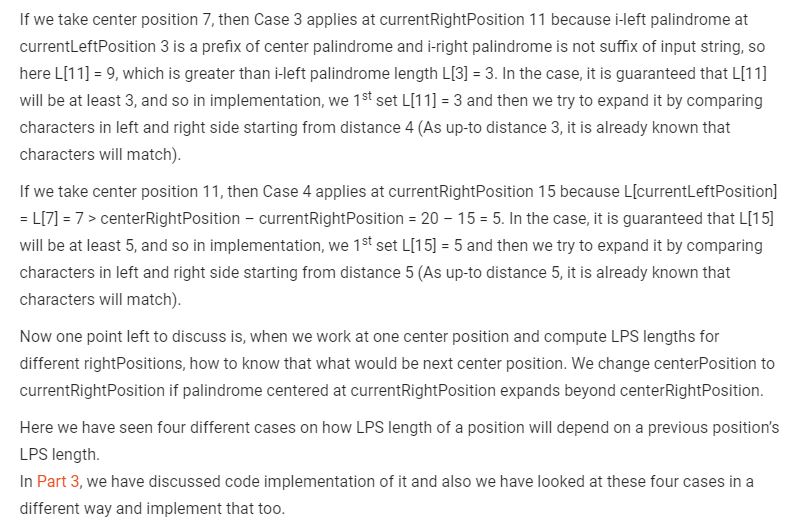 If we take center position 7, then Case 3 applies at currentRightPosition 11 because i-left palindrome at
currentLeftPosition 3 is a prefix of center palindrome and i-right palindrome is not suffix of input string, so
here L[11] = 9, which is greater than i-left palindrome length L[3] = 3. In the case, it is guaranteed that L[11]
will be at least 3, and so in implementation, we 1st set L[11] = 3 and then we try to expand it by comparing
characters in left and right side starting from distance 4 (As up-to distance 3, it is already known that
characters will match).
If we take center position 11, then Case 4 applies at currentRightPosition 15 because L[currentLeftPosition]
= L[7] = 7 > centerRightPosition – currentRightPosition = 20 – 15 = 5. In the case, it is guaranteed that L[15]
will be at least 5, and so in implementation, we 1st set L[15] = 5 and then we try to expand it by comparing
characters in left and right side starting from distance 5 (As up-to distance 5, it is already known that
characters will match).
Now one point left to discuss is, when we work at one center position and compute LPS lengths for
different rightPositions, how to know that what would be next center position. We change centerPosition to
currentRightPosition if palindrome centered at currentRightPosition expands beyond centerRightPosition.
Here we have seen four different cases on how LPS length of a position will depend on a previous position's
LPS length.
In Part 3, we have discussed code implementation of it and also we have looked at these four cases in a
different way and implement that too.